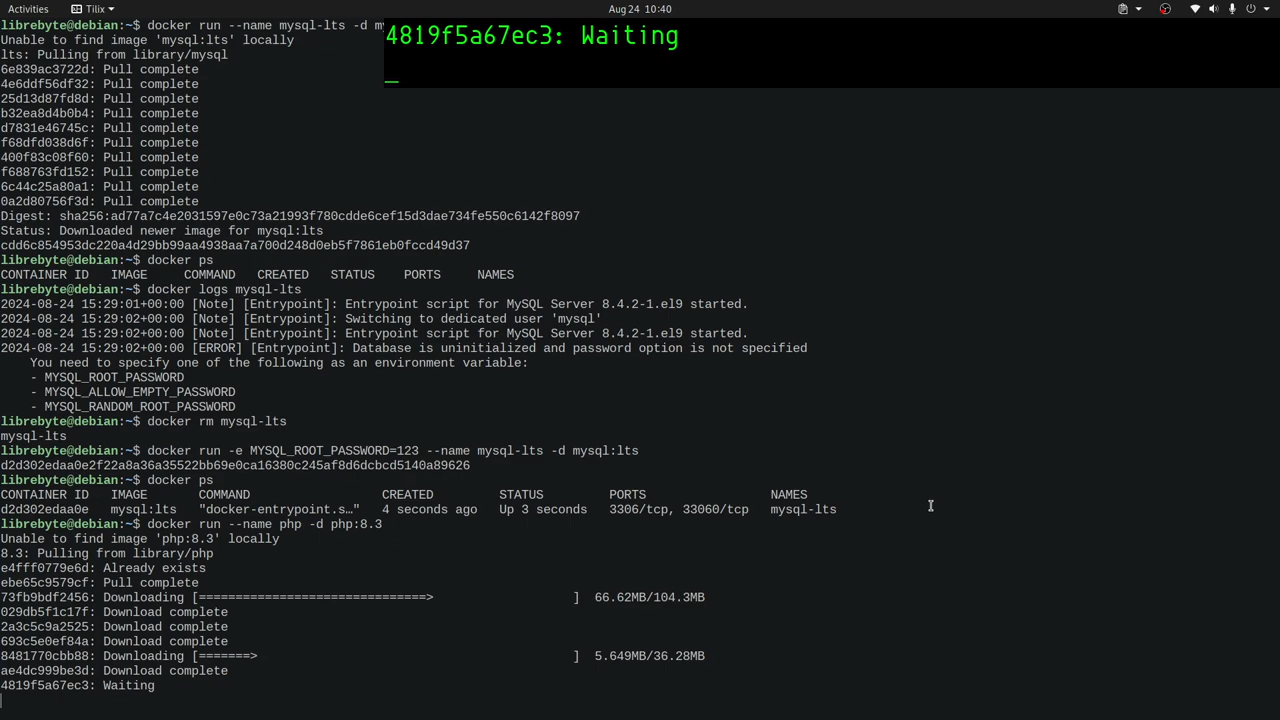 Activities Tilix Aug 24 10:40
librebyte@debian:~$ docker run --name mysql-lts -d m
4819f5a67ec3: Waiting
Unable to find image 'mysql:lts' locally
lts: Pulling from library/mysql
6e839ac3722d: Pull complete
4e6ddf56df32: Pull complete
25d13d87fd8d: Pull complete
b32ea8d4b0b4: Pull complete
d7831e46745c: Pull complete
f68dfd038d6f: Pull complete
400f83c08f60: Pull complete
f688763fd152: Pull complete
6c44c25a80a1: Pull complete
0a2d80756f3d: Pull complete
Digest: sha256:ad77a7c4e2031597e0c73a21993f780cdde6cef15d3dae734fe550c6142f8097
Status: Downloaded newer image for mysql:lts
cdd6c854953dc220a4d29bb99aa4938aa7a700d248d0eb5f7861eb0fccd49d37
librebyte@debian:~$ docker ps
CONTAINER ID IMAGE COMMAND CREATED STATUS PORTS NAMES
librebyte@debian:~$ docker logs mysql-lts
2024-08-24 15:29:01+00:00 [Note] [Entrypoint]: Entrypoint script for MySQL Server 8.4.2-1.el9 started.
2024-08-24 15:29:02+00:00 [Note] [Entrypoint]: Switching to dedicated user 'mysql'
2024-08-24 15:29:02+00:00 [Note] [Entrypoint]: Entrypoint script for MySQL Server 8.4.2-1.el9 started.
2024-08-24 15:29:02+00:00 [ERROR] [Entrypoint]: Database is uninitialized and password option is not specified
You need to specify one of the following as an environment variable:
- MYSQL_ROOT_PASSWORD
- MYSQL_ALLOW_EMPTY_PASSWORD
- MYSQL_RANDOM_ROOT_PASSWORD
librebyte@debian:~$ docker rm mysql-lts
mysql-lts
librebyte@debian:~$ docker run -e MYSQL_ROOT_PASSWORD=123 --name mysql-lts -d mysql:lts
d2d302edaa0e2f22a8a36a35522bb69e0ca16380c245af8d6dcbcd5140a89626
librebyte@debian:~$ docker ps
CONTAINER ID IMAGE COMMAND CREATED STATUS PORTS NAMES
d2d302edaa0e mysql:lts "docker-entrypoint.s…" 4 seconds ago Up 3 seconds 3306/tcp, 33060/tcp mysql-lts
librebyte@debian:~$ docker run --name php -d php:8.3
Unable to find image 'php:8.3' locally
8.3: Pulling from library/php
e4fff0779e6d: Already exists
ebe65c9579cf: Pull complete
73fb9bdf2456: Downloading [===============================> ] 66.62MB/104.3MB
029db5f1c17f: Download complete
2a3c5c9a2525: Download complete
693c5e0ef84a: Download complete
8481770cbb88: Downloading [=======> ] 5.649MB/36.28MB
ae4dc999be3d: Download complete
4819f5a67ec3: Waiting